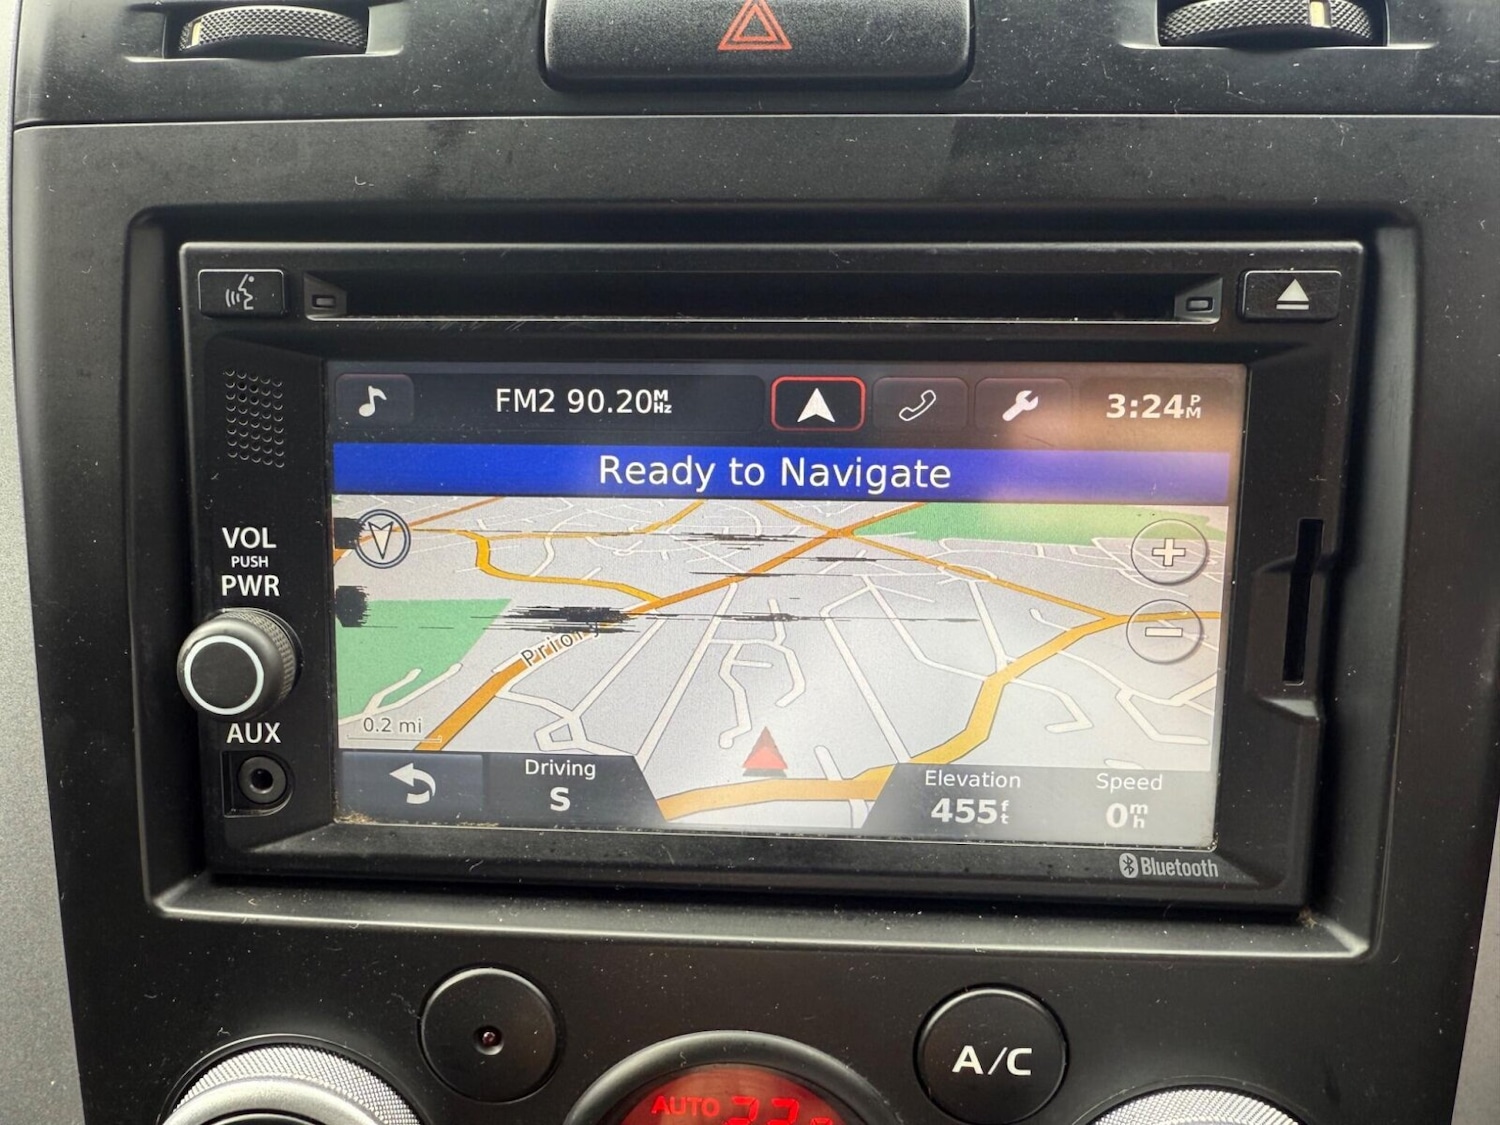 FM2 90.20MHz
3:24PM
Ready to Navigate
VOL
PUSH
PWR
Priory
0.2 mi
AUX
Driving
S
Elevation
455ft
Speed
0mh
Bluetooth
A/C
AUTO